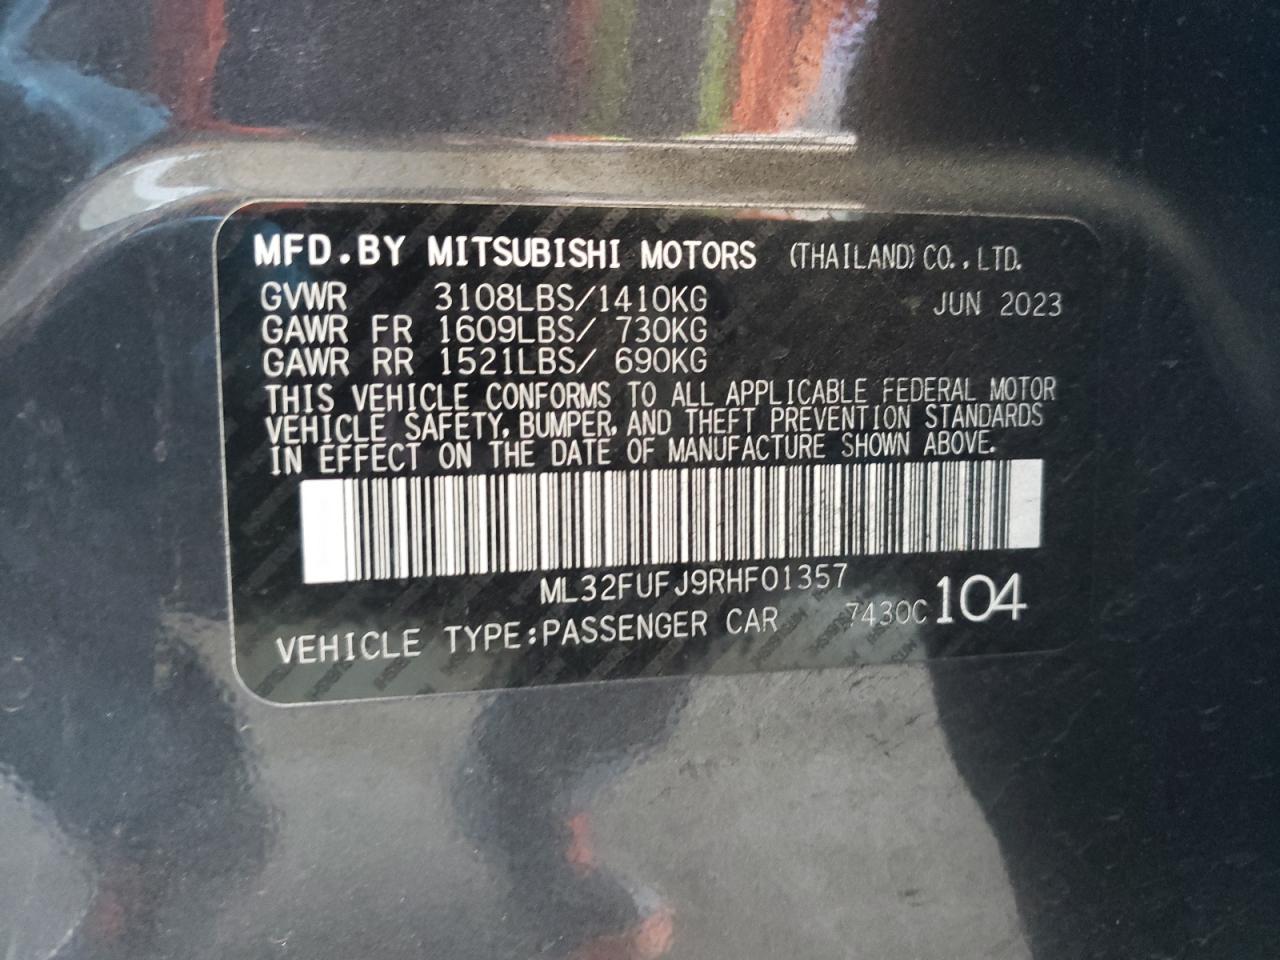 MFD.BY MITSUBISHI MOTORS (THAILAND) CO., LTD.
GVWR 3108LBS/1410KG JUN 2023
GAWR FR 1609LBS/ 730KG
GAWR RR 1521LBS/ 690KG
THIS VEHICLE CONFORMS TO ALL APPLICABLE FEDERAL MOTOR
VEHICLE SAFETY, BUMPER, AND THEFT PREVENTION STANDARDS
IN EFFECT ON THE DATE OF MANUFACTURE SHOWN ABOVE.
ML32FUFJ9RHF01357
VEHICLE TYPE:PASSENGER CAR 7430C 104